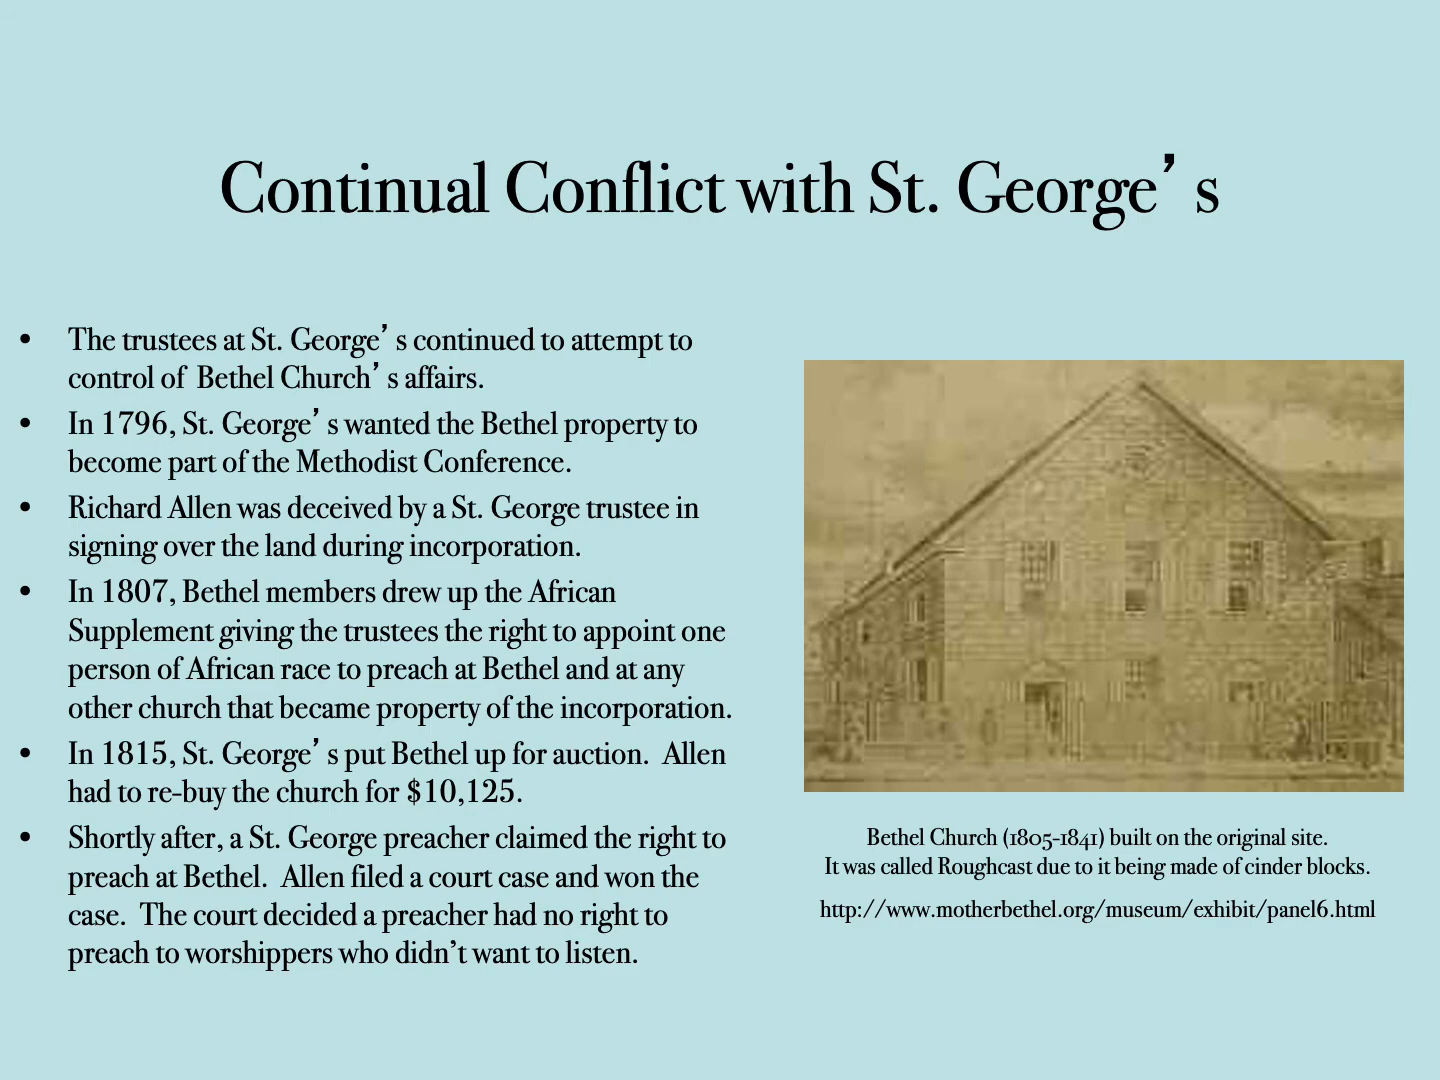 Continual Conflict with St. George’s
• The trustees at St. George’s continued to attempt to
control of Bethel Church’s affairs.
• In 1796, St. George’s wanted the Bethel property to
become part of the Methodist Conference.
• Richard Allen was deceived by a St. George trustee in
signing over the land during incorporation.
• In 1807, Bethel members drew up the African
Supplement giving the trustees the right to appoint one
person of African race to preach at Bethel and at any
other church that became property of the incorporation.
• In 1815, St. George’s put Bethel up for auction. Allen
had to re-buy the church for $10,125.
• Shortly after, a St. George preacher claimed the right to
preach at Bethel. Allen filed a court case and won the
case. The court decided a preacher had no right to
preach to worshippers who didn’t want to listen.
Bethel Church (1805-1841) built on the original site.
It was called Roughcast due to it being made of cinder blocks.
http://www.motherbethel.org/museum/exhibit/panel6.html